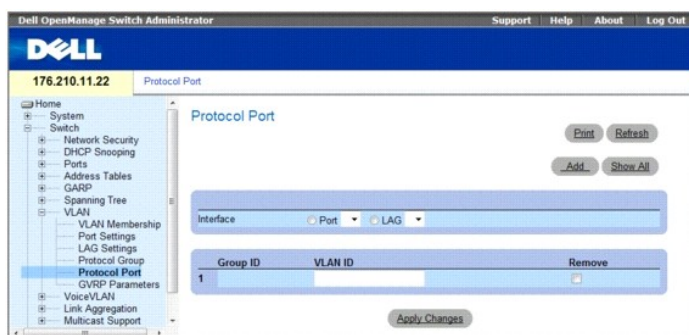 Dell OpenManage Switch Administrator
Support Help About Log Out
DELL
176.210.11.22
Protocol Port
Home
System
Switch
Network Security
DHCP Snooping
Ports
Address Tables
GARP
Spanning Tree
VLAN
VLAN Membership
Port Settings
LAG Settings
Protocol Group
Protocol Port
GVRP Parameters
VoiceVLAN
Link Aggregation
Multicast Support
Protocol Port
Print Refresh
Add Show All
Interface Port LAG
Group ID VLAN ID Remove
1
Apply Changes